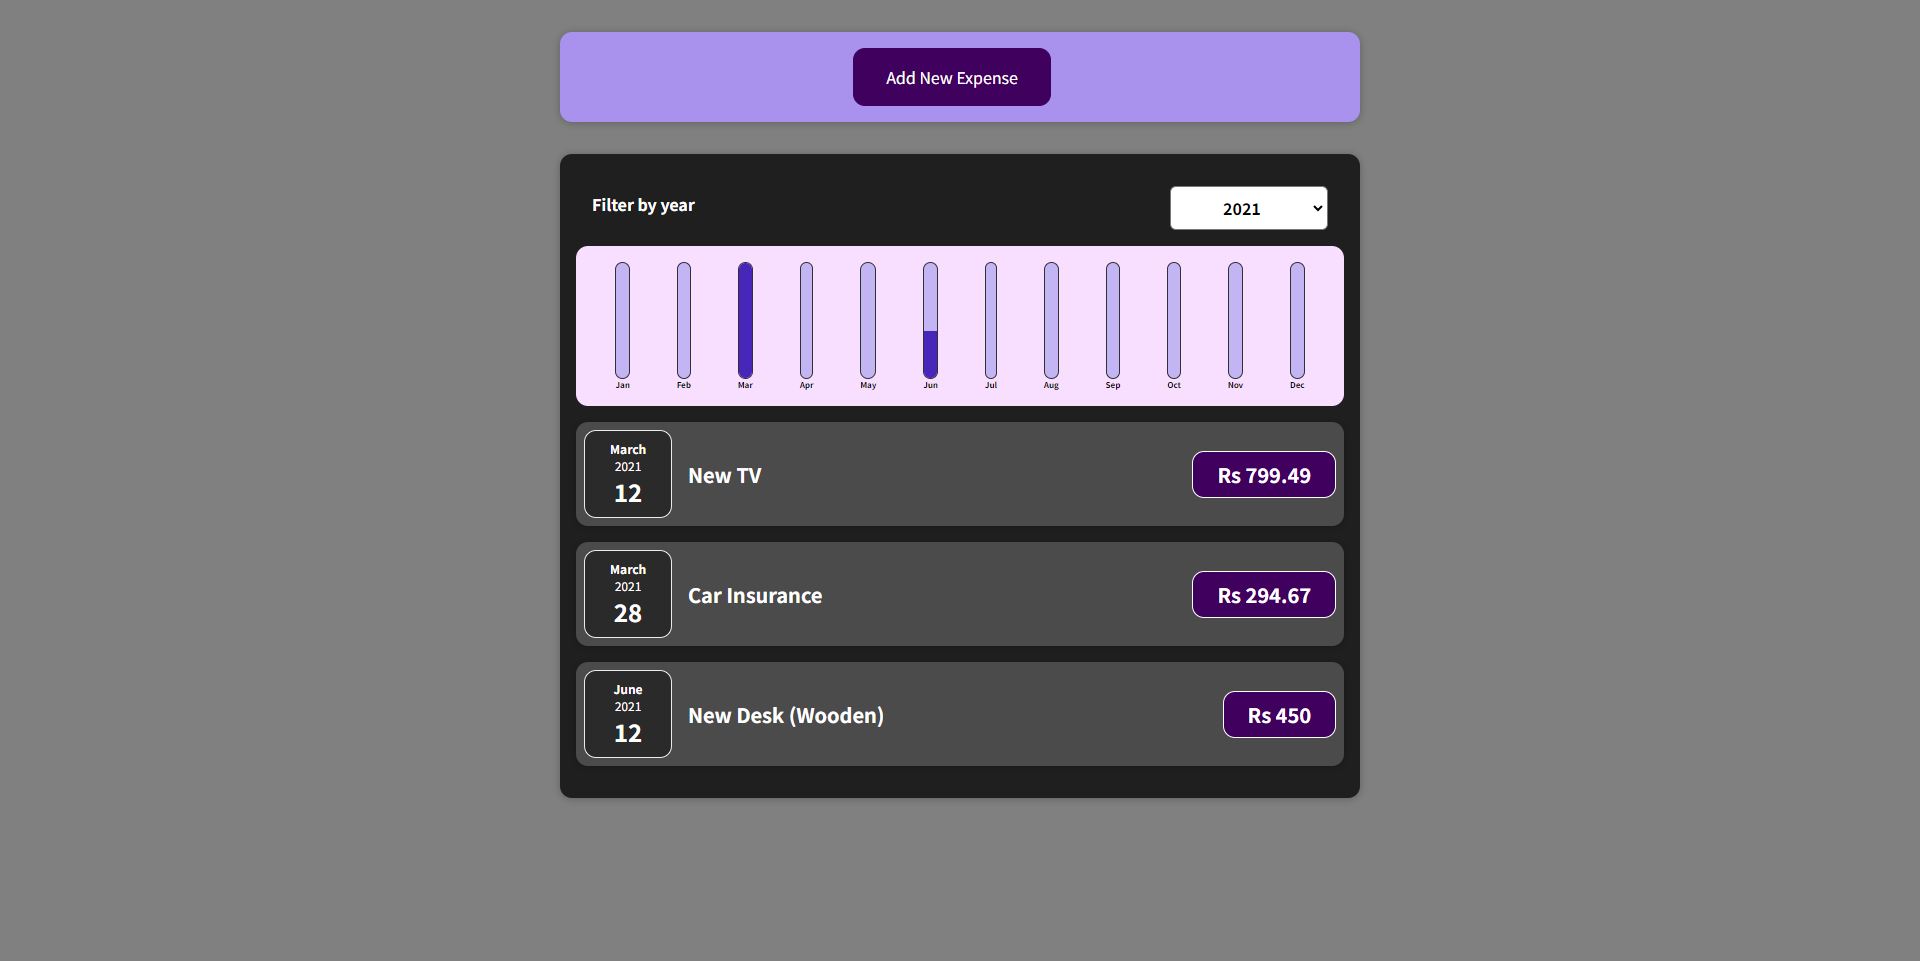 Add New Expense
Filter by year
2021
Jan Feb Mar Apr May Jun Jul Aug Sep Oct Nov Dec
March
2021
12
New TV
Rs 799.49
March
2021
28
Car Insurance
Rs 294.67
June
2021
12
New Desk (Wooden)
Rs 450